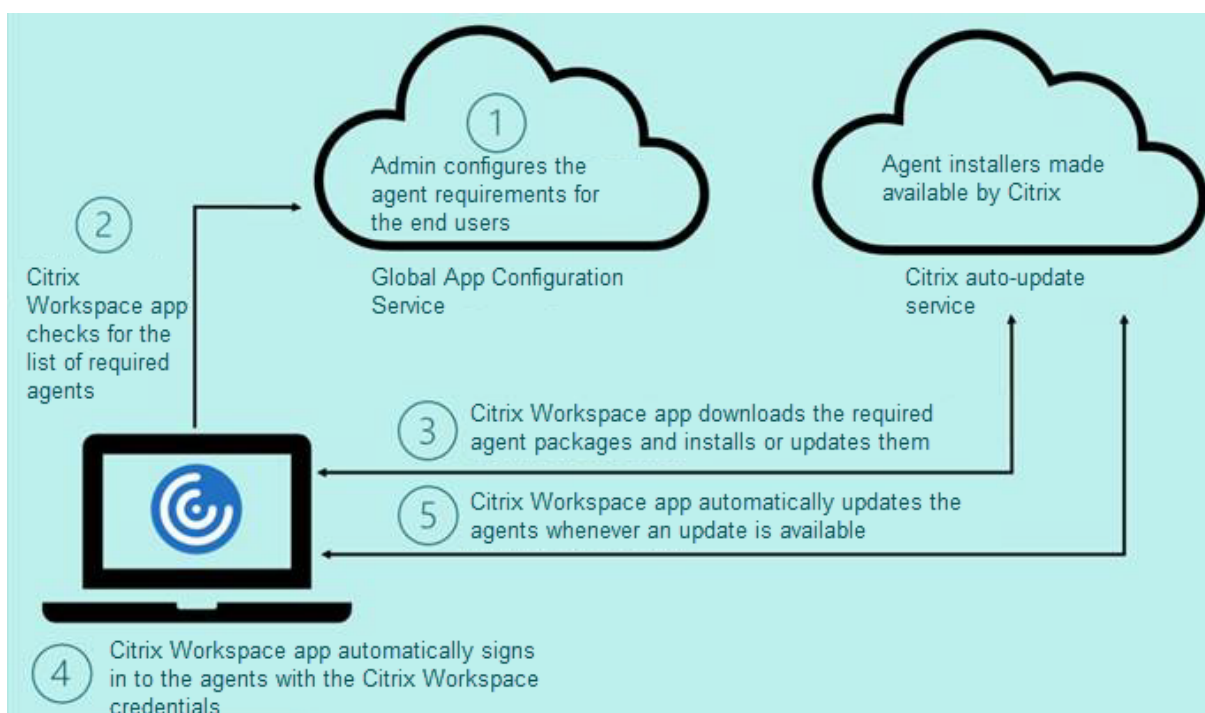 1
Admin configures the
agent requirements for
the end users
Global App Configuration
Service
Agent installers made
available by Citrix
Citrix auto-update
service
2
Citrix
Workspace app
checks for the
list of required
agents
3
Citrix Workspace app downloads the required
agent packages and installs or updates them
5
Citrix Workspace app automatically updates the
agents whenever an update is available
4
Citrix Workspace app automatically signs
in to the agents with the Citrix Workspace
credentials